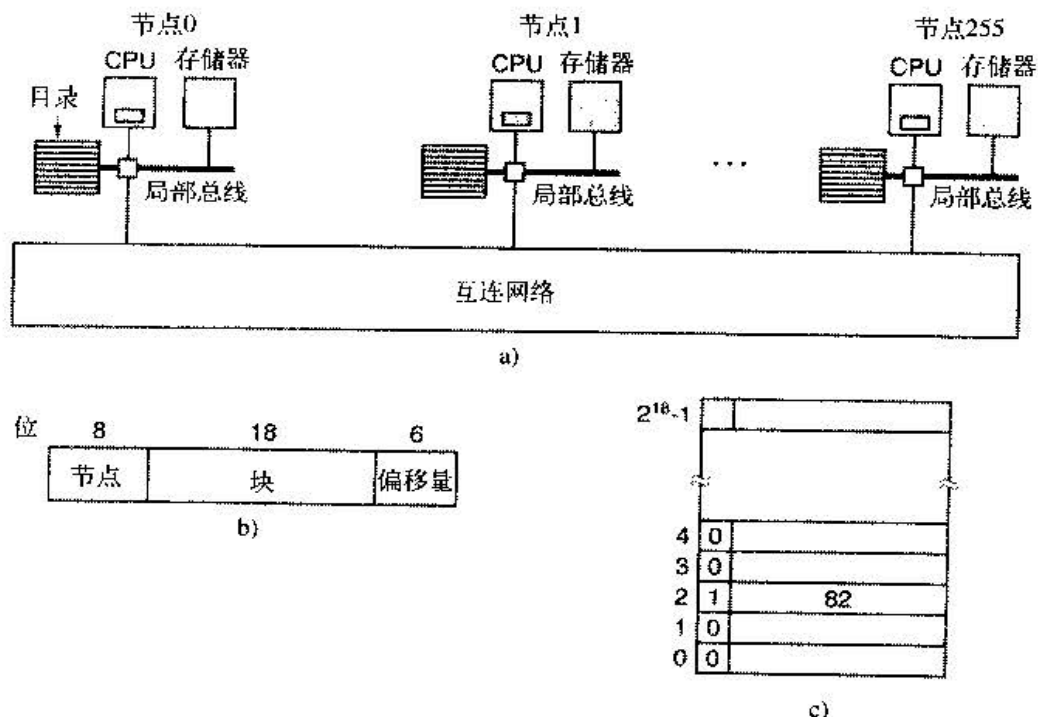 节点0 节点1 节点255
CPU 存储器 CPU 存储器 CPU 存储器
目录
局部总线 局部总线 局部总线
...
互连网络
a)
位 8 18 6
节点 块 偏移量
b)
2¹⁸-1
4 0
3 0
2 1 82
1 0
0 0
c)